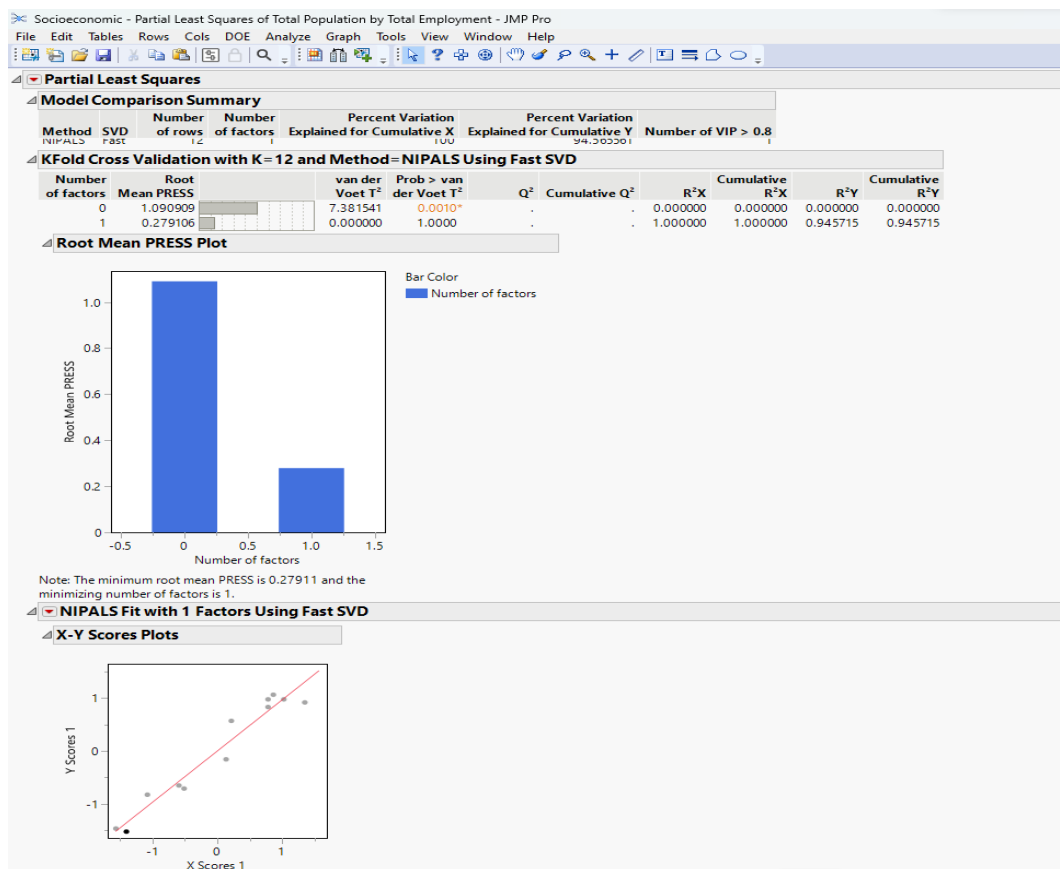 Socioeconomic - Partial Least Squares of Total Population by Total Employment - JMP Pro
File Edit Tables Rows Cols DOE Analyze Graph Tools View Window Help
Partial Least Squares
Model Comparison Summary
Number Number Percent Variation Percent Variation
Method SVD of rows of factors Explained for Cumulative X Explained for Cumulative Y Number of VIP > 0.8
NIPALS Fast 12 1 100 94.565561 1
KFold Cross Validation with K=12 and Method=NIPALS Using Fast SVD
Number Root van der Prob > van Cumulative Cumulative
of factors Mean PRESS Voet T² der Voet T² Q² Cumulative Q² R²X R²X R²Y R²Y
0 1.090909 7.381541 0.0010* . . 0.000000 0.000000 0.000000 0.000000
1 0.279106 0.000000 1.0000 . . 1.000000 1.000000 0.945715 0.945715
Root Mean PRESS Plot
Bar Color
Number of factors
1.0
0.8
0.6
0.4
0.2
0
Root Mean PRESS
-0.5 0 0.5 1.0 1.5
Number of factors
Note: The minimum root mean PRESS is 0.27911 and the
minimizing number of factors is 1.
NIPALS Fit with 1 Factors Using Fast SVD
X-Y Scores Plots
1
0
-1
Y Scores 1
-1 0 1
X Scores 1